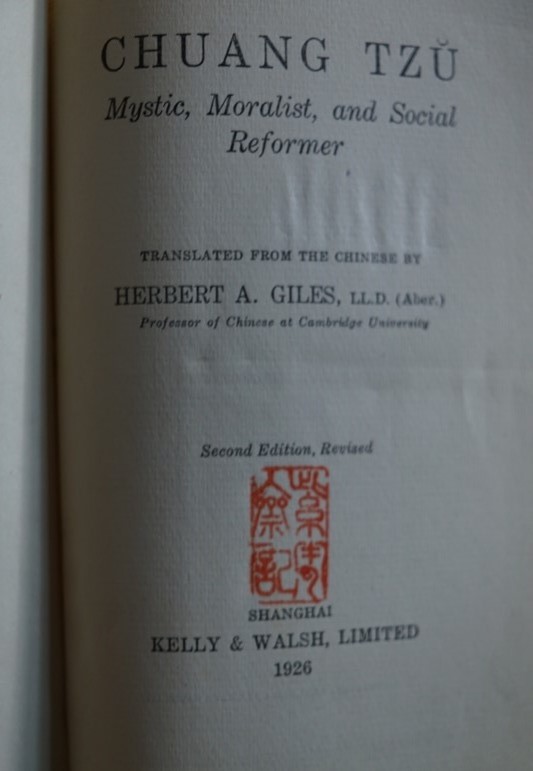 CHUANG TZŬ
Mystic, Moralist, and Social
Reformer
TRANSLATED FROM THE CHINESE BY
HERBERT A. GILES, LL.D. (Aber.)
Professor of Chinese at Cambridge University
Second Edition, Revised
SHANGHAI
KELLY & WALSH, LIMITED
1926